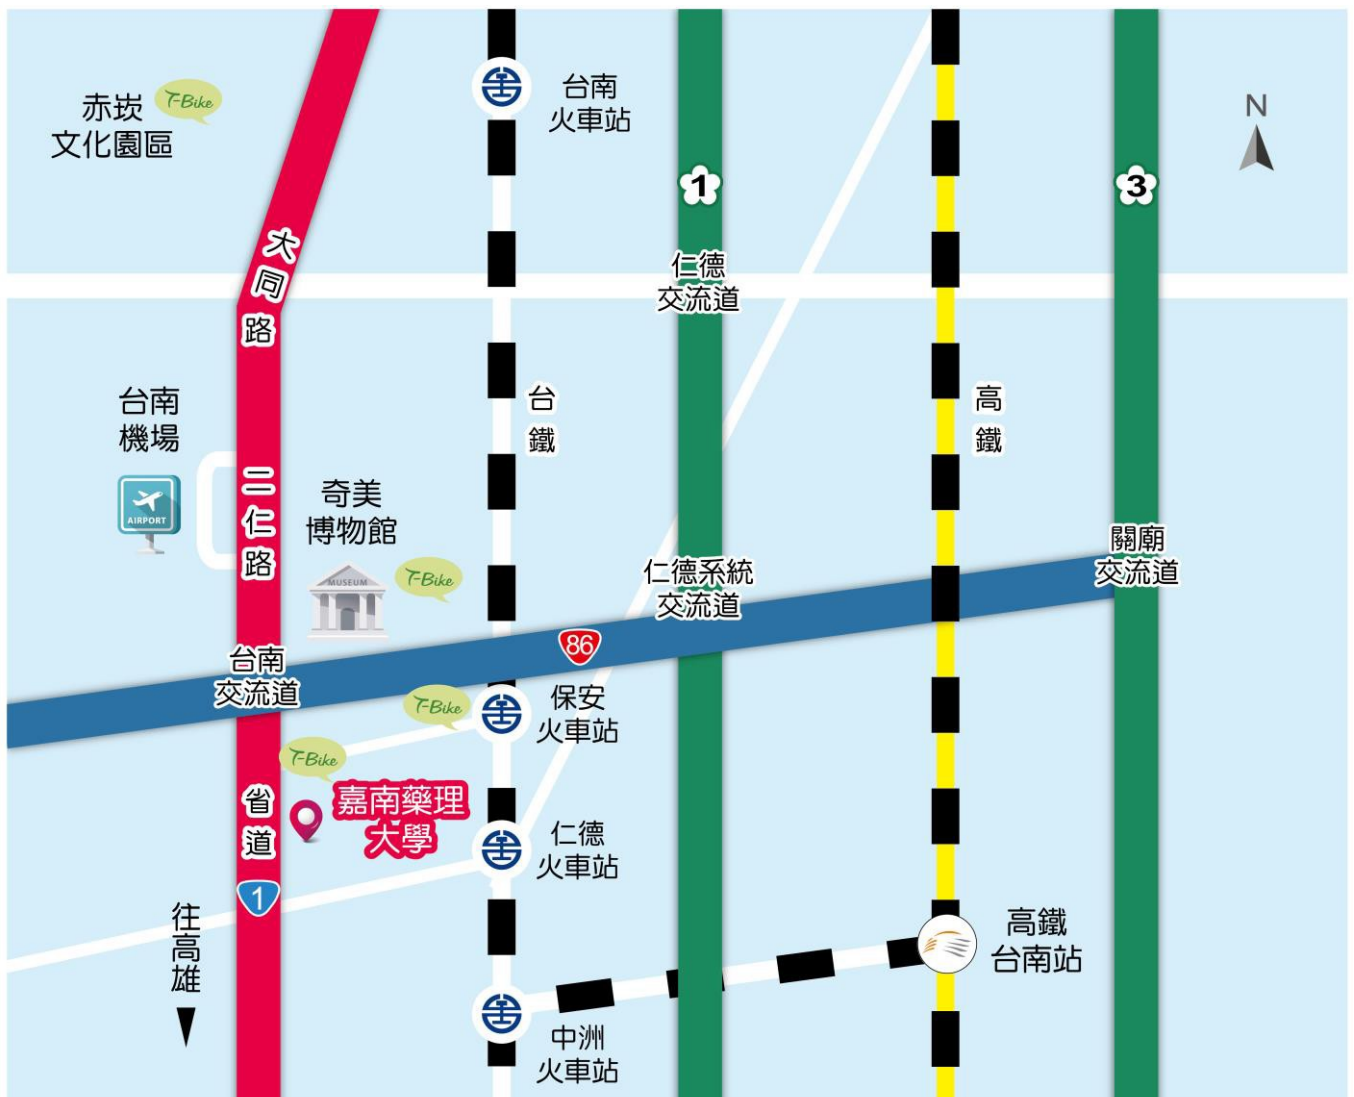 赤崁
文化園區
T-Bike
台南
火車站
N
1
3
大同路
仁德
交流道
台鐵
高鐵
台南
機場
AIRPORT
二仁路
奇美
博物館
MUSEUM
T-Bike
仁德系統
交流道
關廟
交流道
86
台南
交流道
T-Bike
保安
火車站
T-Bike
省道
嘉南藥理
大學
仁德
火車站
1
往高雄
高鐵
台南站
中洲
火車站